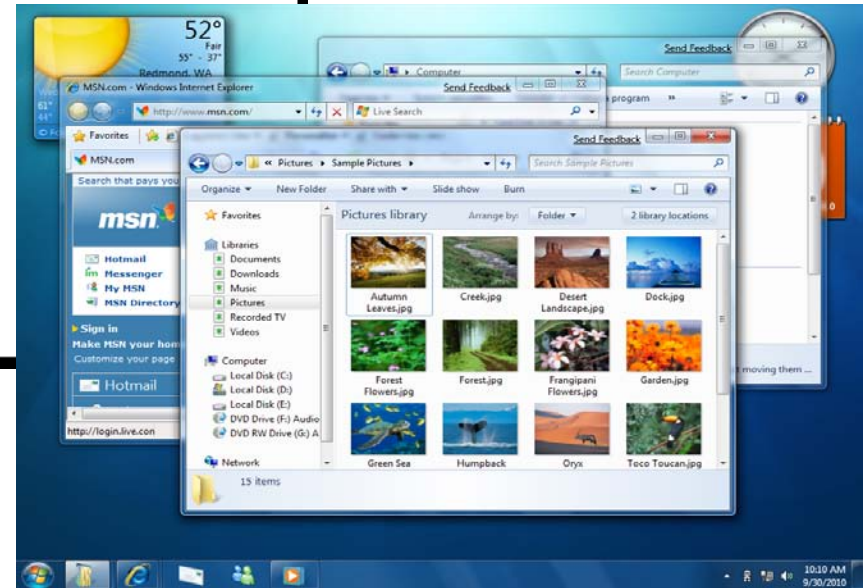 52°
Fair
55° - 37°
Redmond, WA
61°
44°
Send Feedback
Computer
Search Computer
program »
MSN.com - Windows Internet Explorer
Send Feedback
http://www.msn.com/
Live Search
Favorites
MSN.com
Search that pays you
msn
Hotmail
Messenger
My MSN
MSN Directory
Sign in
Make MSN your hom
Customize your page
Hotmail
http://login.live.con
Send Feedback
« Pictures Sample Pictures
Search Sample Pictures
Organize New Folder Share with Slide show Burn
Favorites
Libraries
Documents
Downloads
Music
Pictures
Recorded TV
Videos
Computer
Local Disk (C:)
Local Disk (D:)
Local Disk (E:)
DVD Drive (F:) Audio
DVD RW Drive (G:) A
Network
Pictures library Arrange by: Folder 2 library locations
Autumn Leaves.jpg
Creek.jpg
Desert Landscape.jpg
Dock.jpg
Forest Flowers.jpg
Forest.jpg
Frangipani Flowers.jpg
Garden.jpg
Green Sea
Humpback
Oryx
Toco Toucan.jpg
15 items
moving them ...
10:10 AM
9/30/2010